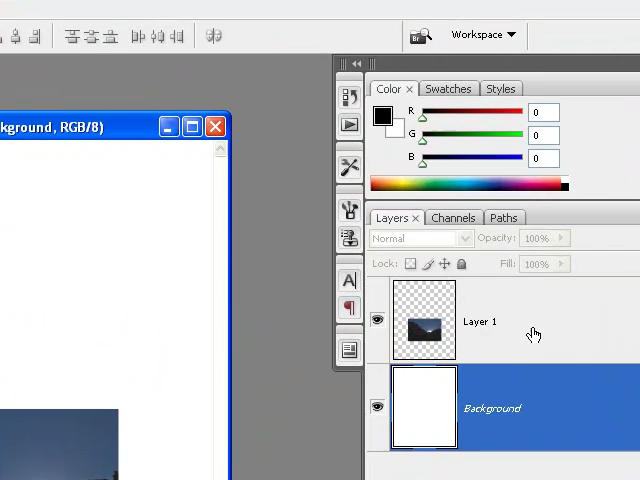 Br
Workspace
Color × Swatches Styles
R 0
G 0
B 0
kground, RGB/8)
Layers × Channels Paths
Normal Opacity: 100%
Lock: Fill: 100%
Layer 1
Background
A
¶